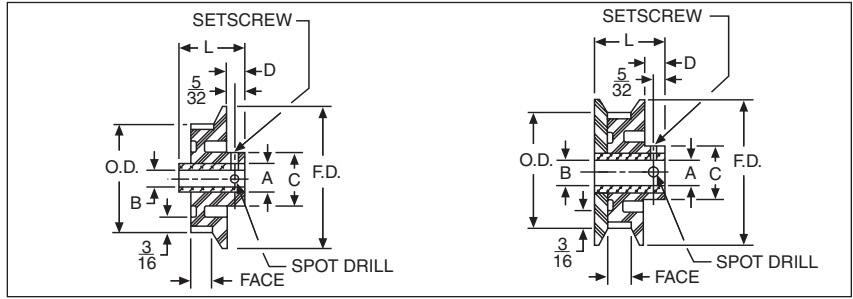 SETSCREW
L
D
5/32
O.D.
B
A
C
F.D.
3/16
SPOT DRILL
FACE
SETSCREW
L
D
5/32
O.D.
B
A
C
F.D.
3/16
SPOT DRILL
FACE